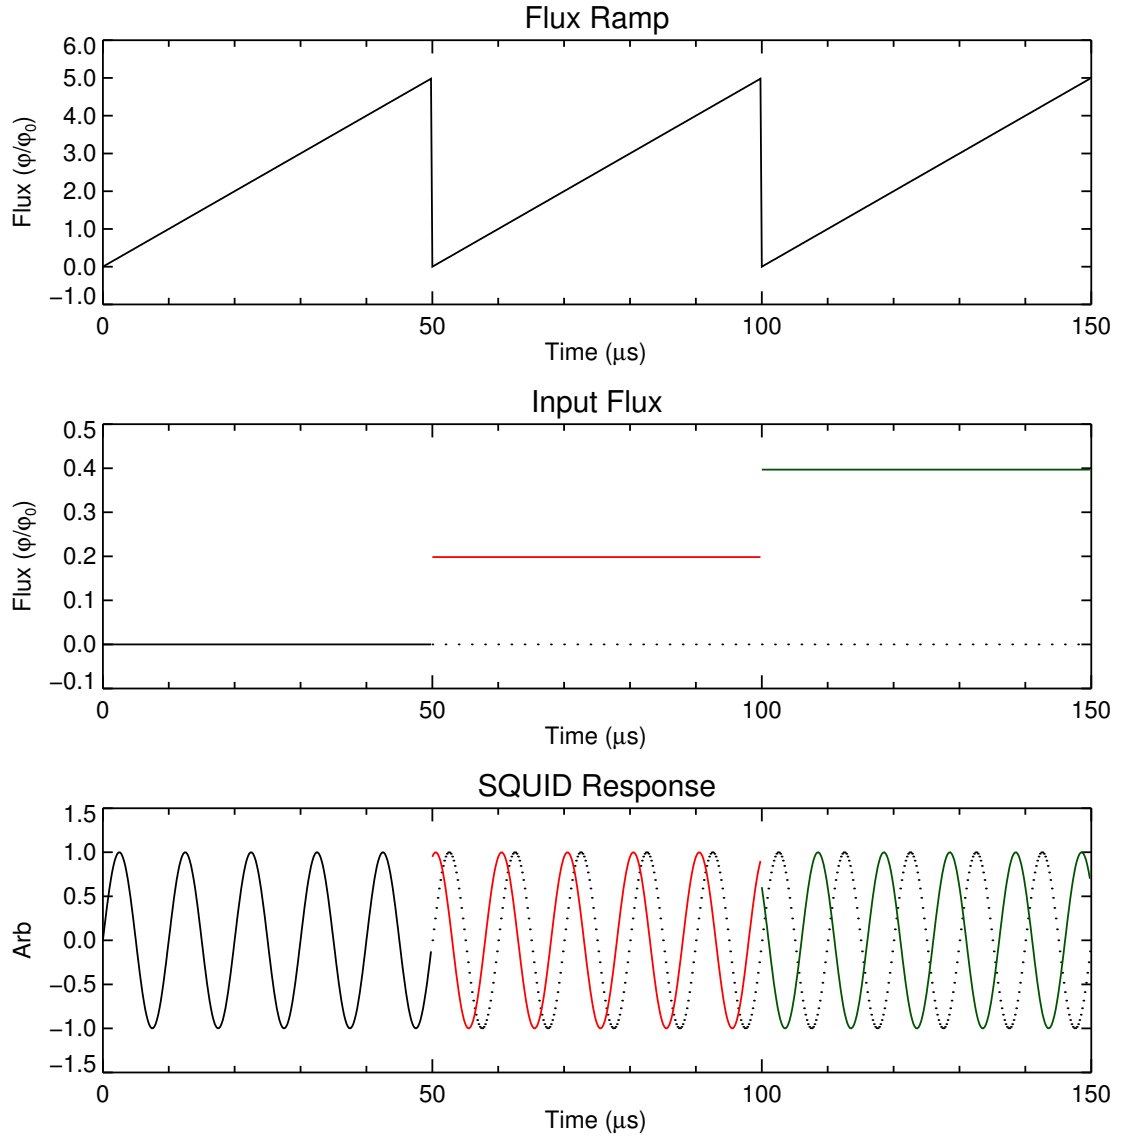 Flux Ramp
6.0
5.0
4.0
3.0
2.0
1.0
0.0
−1.0
Flux (φ/φ₀)
0 50 100 150
Time (μs)
Input Flux
0.5
0.4
0.3
0.2
0.1
0.0
−0.1
Flux (φ/φ₀)
0 50 100 150
Time (μs)
SQUID Response
1.5
1.0
0.5
0.0
−0.5
−1.0
−1.5
Arb
0 50 100 150
Time (μs)